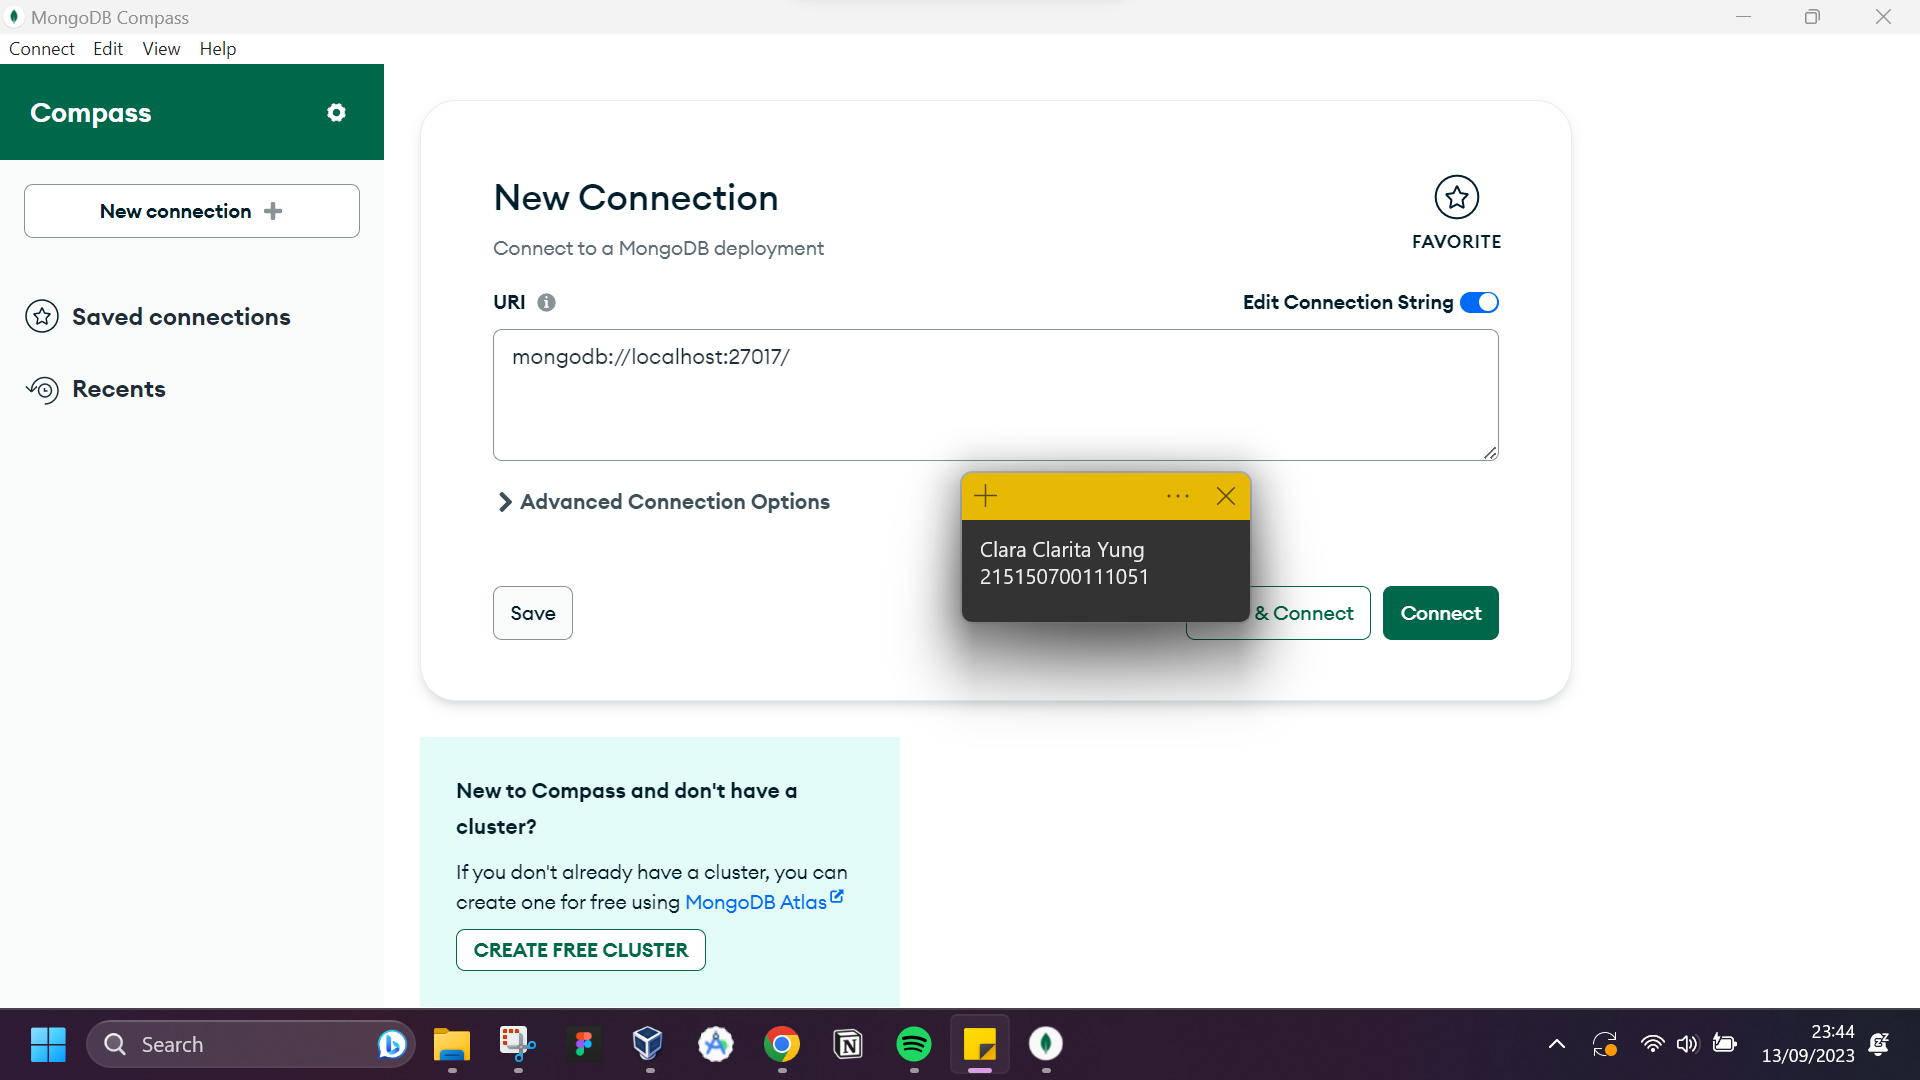 MongoDB Compass
Connect Edit View Help
Compass
New connection
Saved connections
Recents
New Connection
Connect to a MongoDB deployment
FAVORITE
URI
Edit Connection String
mongodb://localhost:27017/
Advanced Connection Options
Clara Clarita Yung
215150700111051
Save
& Connect
Connect
New to Compass and don't have a
cluster?
If you don't already have a cluster, you can
create one for free using MongoDB Atlas
CREATE FREE CLUSTER
Search
23:44
13/09/2023